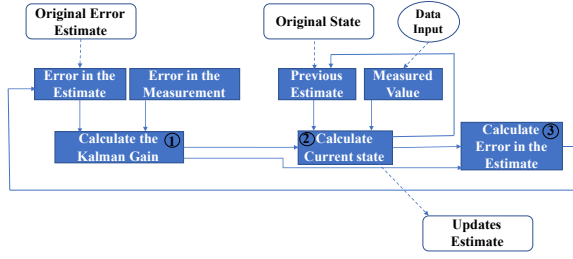 Original Error
Estimate
Original State
Data
Input
Error in the
Estimate
Error in the
Measurement
Previous
Estimate
Measured
Value
Calculate the
Kalman Gain
①
②
Calculate
Current state
Calculate
Error in the
Estimate
③
Updates
Estimate